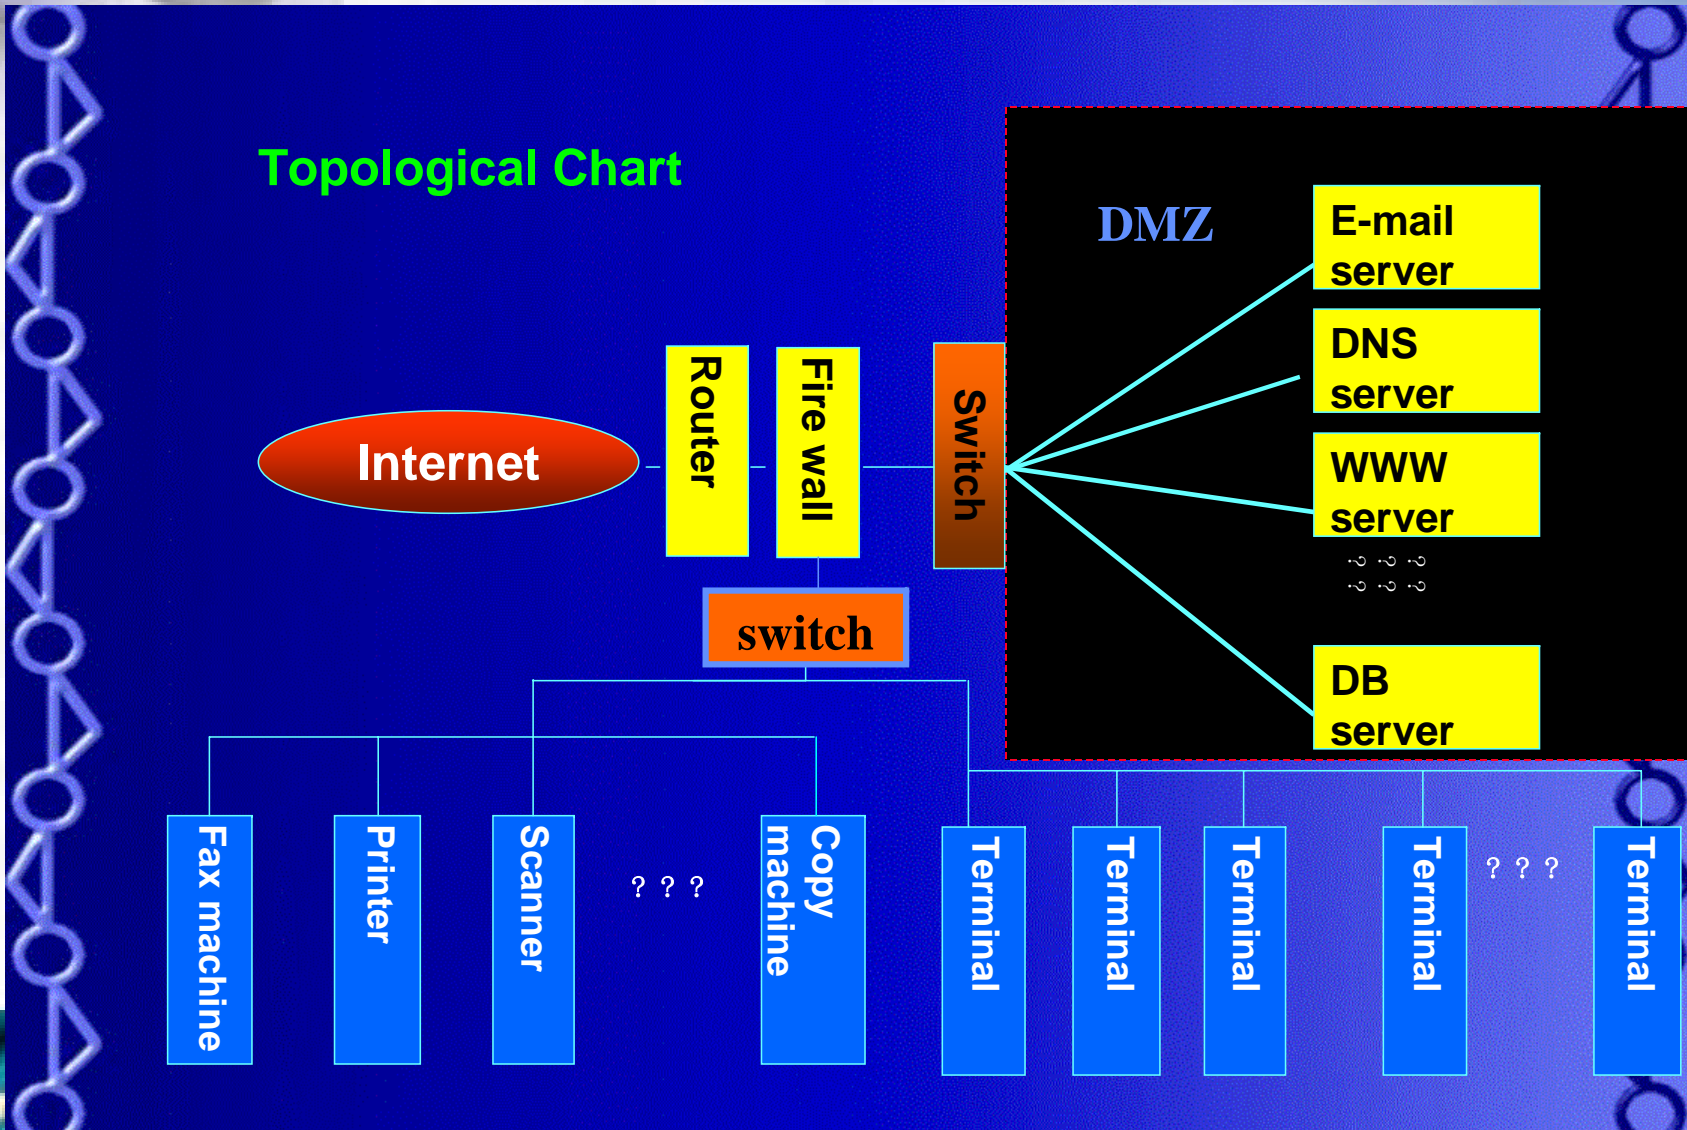 Topological Chart
DMZ
E-mail
server
DNS
server
WWW
server
? ? ?
? ? ?
DB
server
Internet
Router
Fire wall
Switch
switch
Fax machine
Printer
Scanner
? ? ?
Copy
machine
Terminal
Terminal
Terminal
Terminal
? ? ?
Terminal